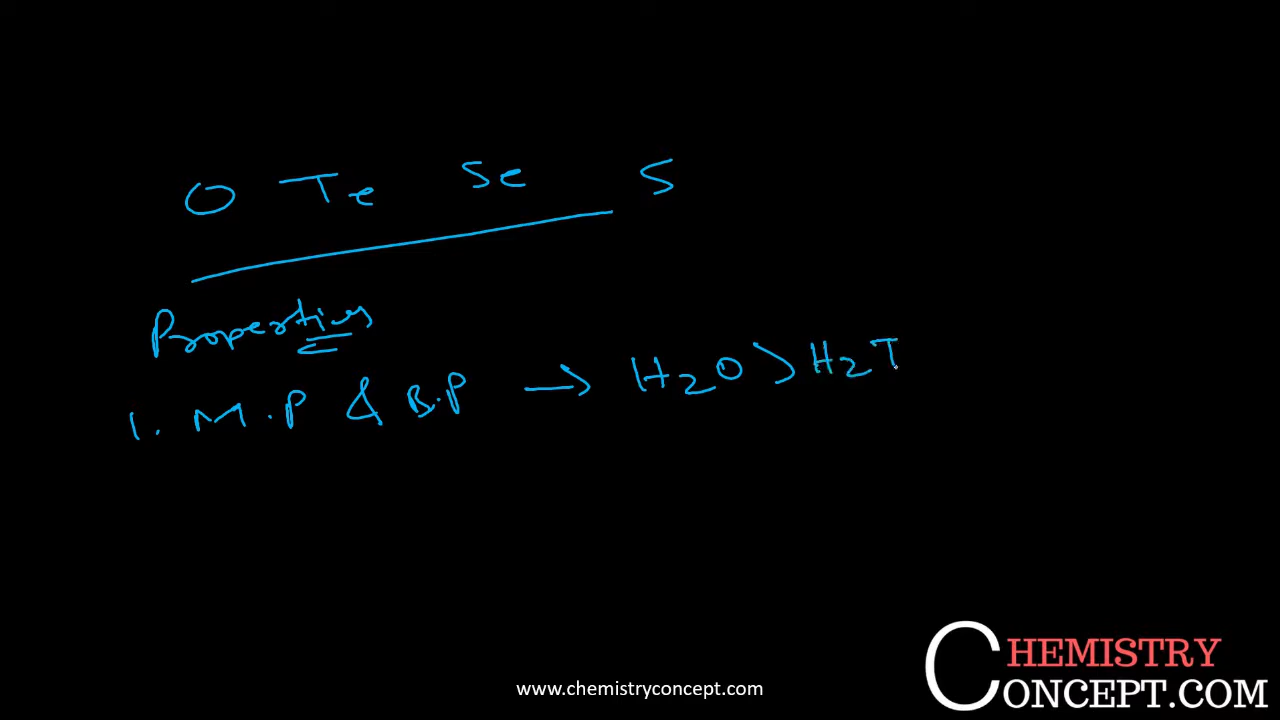 O Te Se S
Properties
1. M.P & B.P → H2O > H2T
CHEMISTRY
CONCEPT.COM
www.chemistryconcept.com